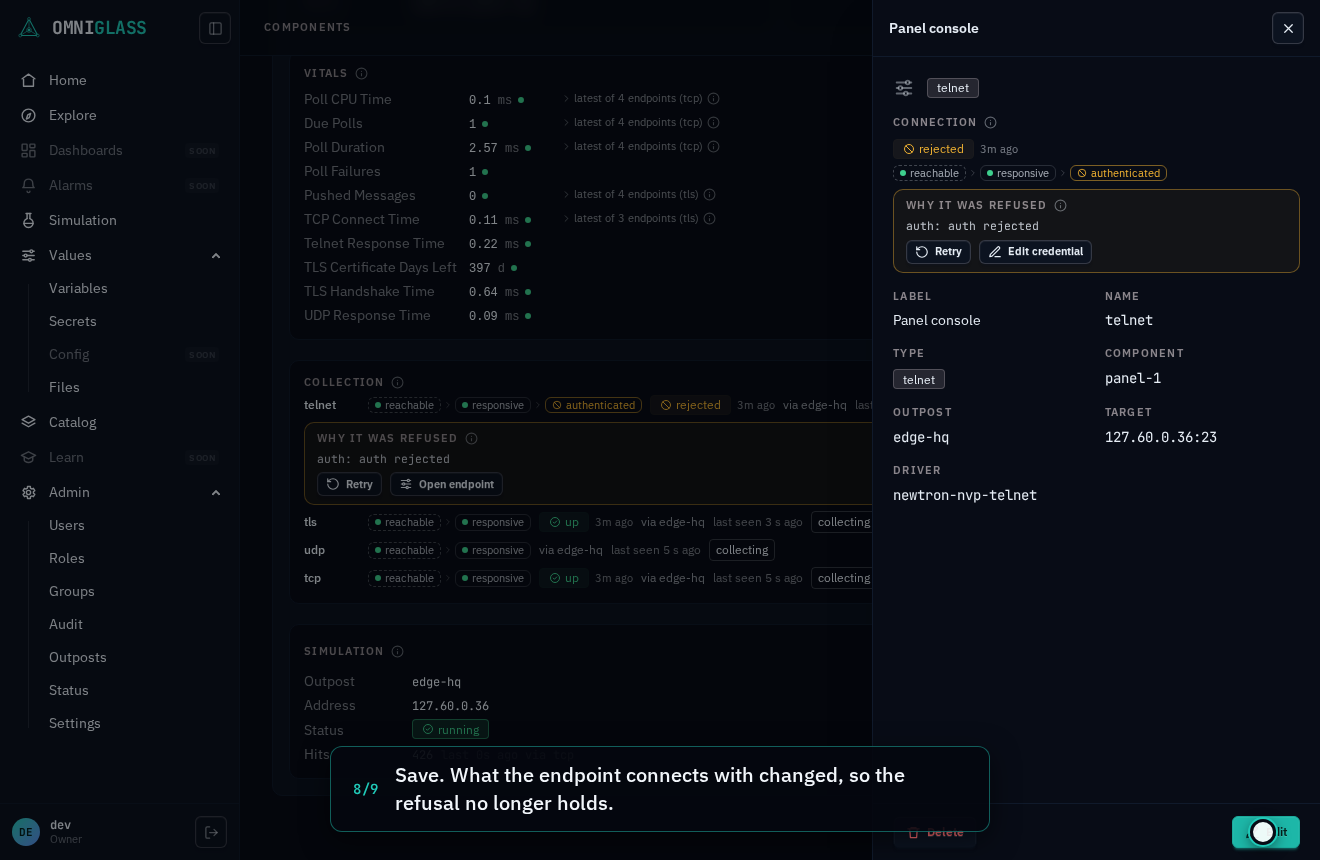 OMNIGLASS
COMPONENTS
Home
Explore
Dashboards SOON
Alarms SOON
Simulation
Values
Variables
Secrets
Config SOON
Files
Catalog
Learn SOON
Admin
Users
Roles
Groups
Audit
Outposts
Status
Settings
DE dev
Owner
VITALS
Poll CPU Time 0.1 ms latest of 4 endpoints (tcp)
Due Polls 1 latest of 4 endpoints (tcp)
Poll Duration 2.57 ms latest of 4 endpoints (tcp)
Poll Failures 1
Pushed Messages 0 latest of 4 endpoints (tls)
TCP Connect Time 0.11 ms latest of 3 endpoints (tls)
Telnet Response Time 0.22 ms
TLS Certificate Days Left 397 d
TLS Handshake Time 0.64 ms
UDP Response Time 0.09 ms
COLLECTION
telnet reachable responsive authenticated rejected 3m ago via edge-hq
WHY IT WAS REFUSED
auth: auth rejected
Retry Open endpoint
tls reachable responsive up 3m ago via edge-hq last seen 3 s ago collecting
udp reachable responsive via edge-hq last seen 5 s ago collecting
tcp reachable responsive up 3m ago via edge-hq last seen 5 s ago collecting
SIMULATION
Outpost edge-hq
Address 127.60.0.36
Status running
Hits
8/9 Save. What the endpoint connects with changed, so the
refusal no longer holds.
Panel console
telnet
CONNECTION
rejected 3m ago
reachable responsive authenticated
WHY IT WAS REFUSED
auth: auth rejected
Retry Edit credential
LABEL NAME
Panel console telnet
TYPE COMPONENT
telnet panel-1
OUTPOST TARGET
edge-hq 127.60.0.36:23
DRIVER
newtron-nvp-telnet
Delete